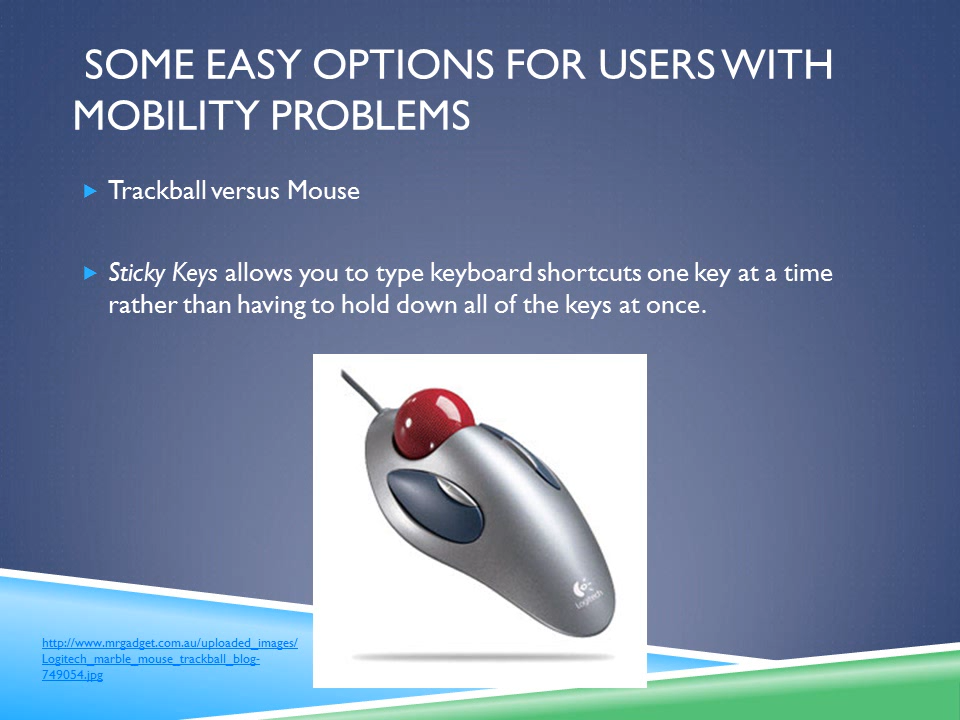 SOME EASY OPTIONS FOR USERS WITH
MOBILITY PROBLEMS
Trackball versus Mouse
Sticky Keys allows you to type keyboard shortcuts one key at a time
rather than having to hold down all of the keys at once.
Logitech
http://www.mrgadget.com.au/uploaded_images/
Logitech_marble_mouse_trackball_blog-
749054.jpg